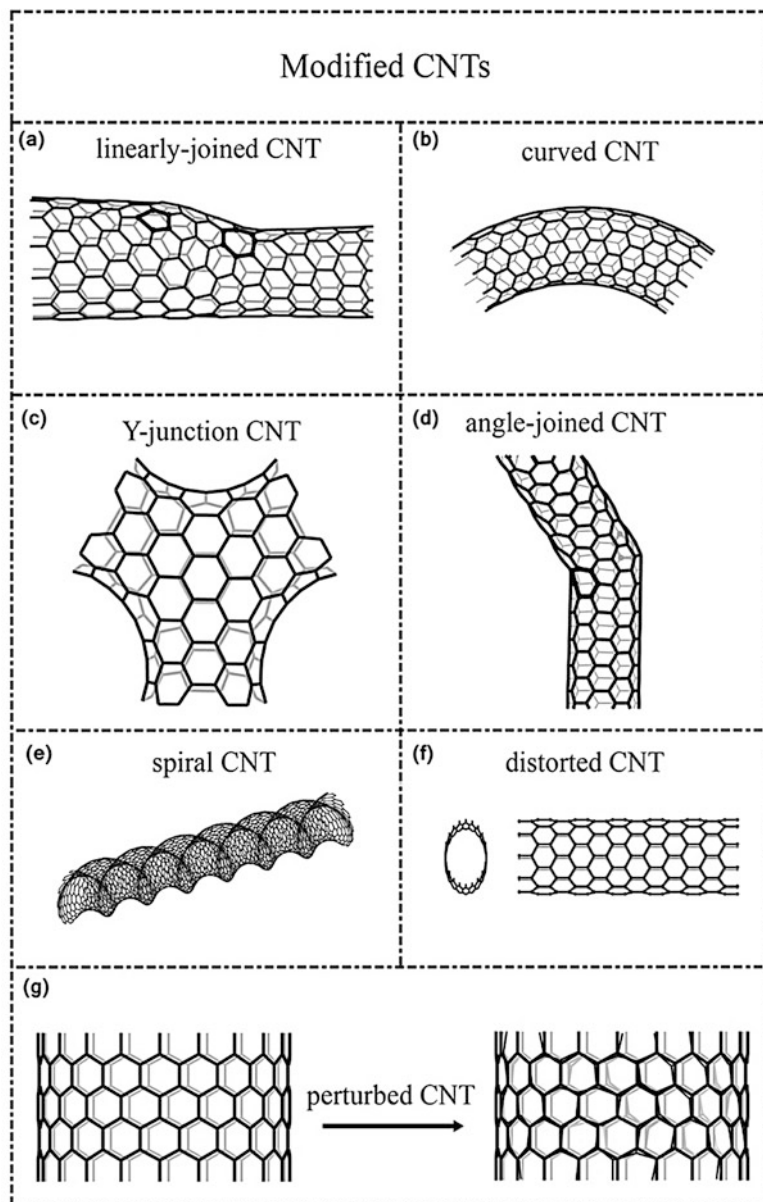 Modified CNTs
(a)
linearly-joined CNT
(b)
curved CNT
(c)
Y-junction CNT
(d)
angle-joined CNT
(e)
spiral CNT
(f)
distorted CNT
(g)
perturbed CNT